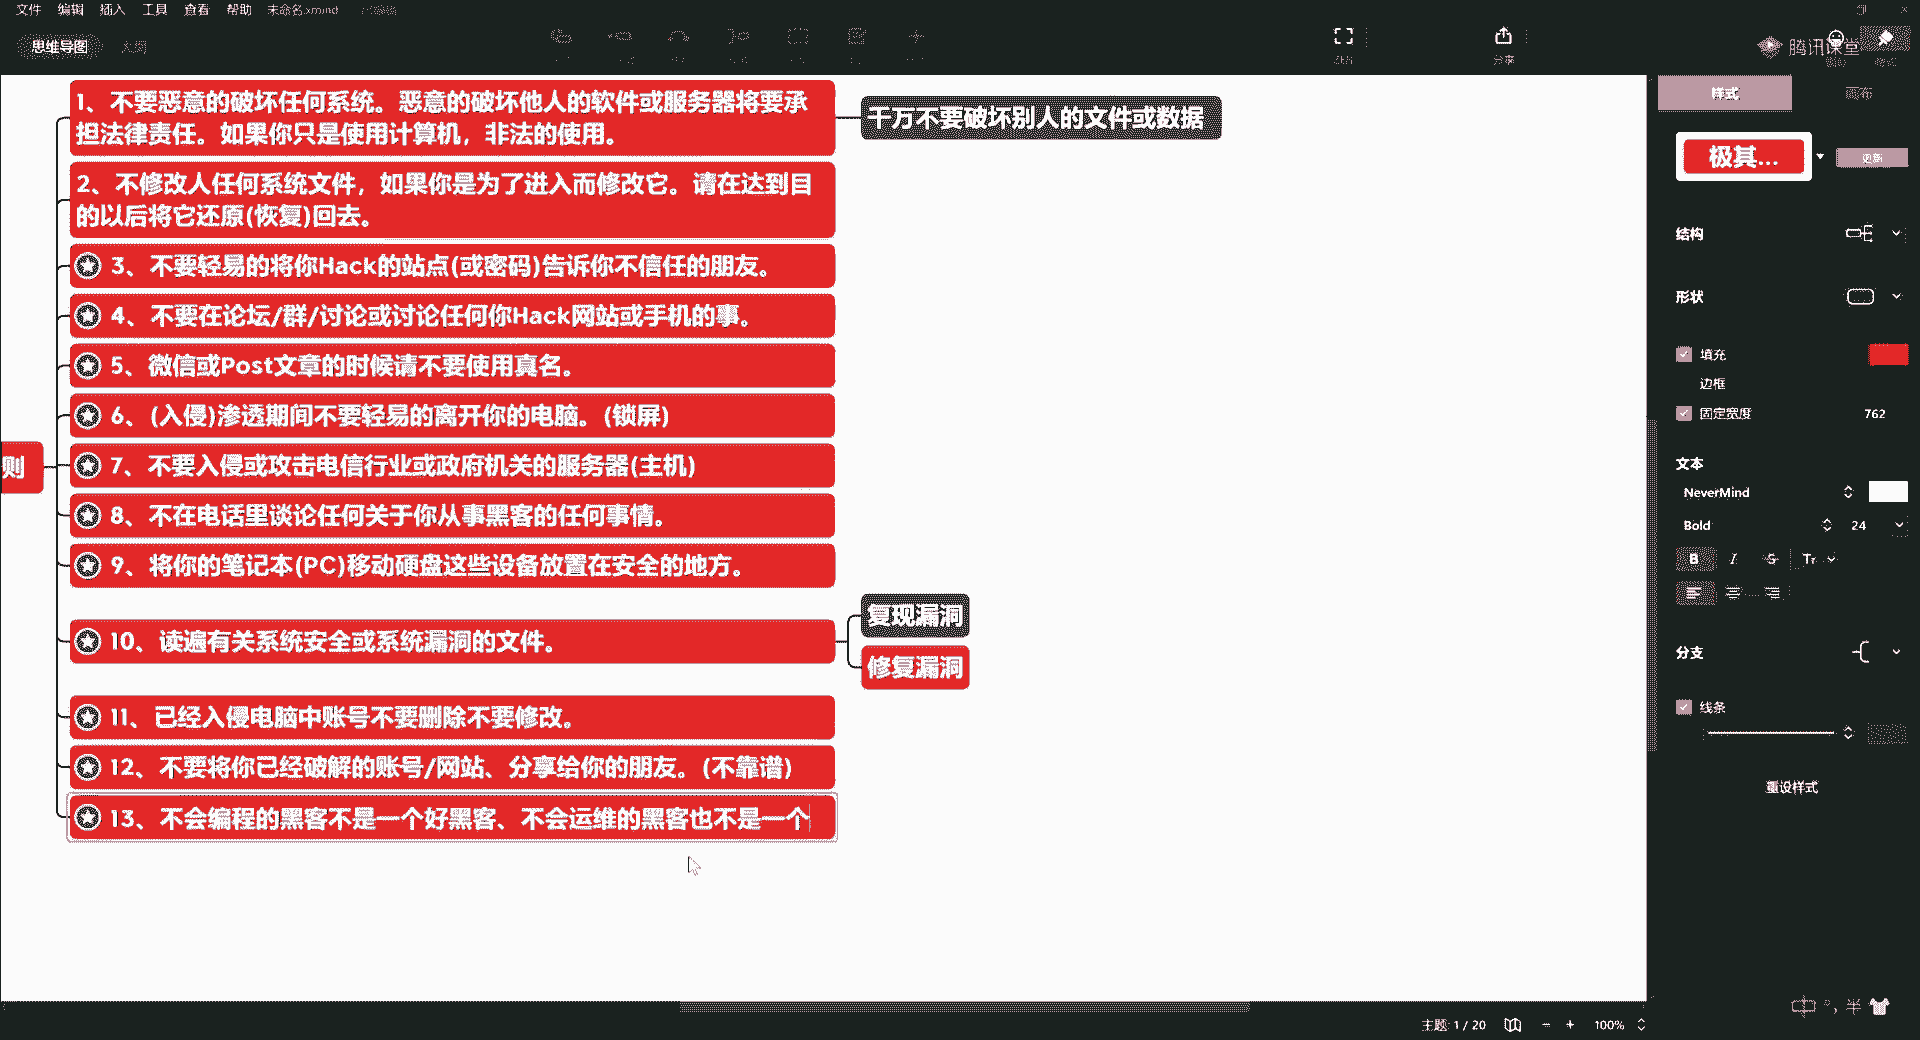 文件 编辑 插入 工具 查看 帮助 未命名.xmind
思维导图
分享
腾讯课堂
1、不要恶意的破坏任何系统。恶意的破坏他人的软件或服务器将要承
担法律责任。如果你只是使用计算机，非法的使用。
千万不要破坏别人的文件或数据
2、不修改人任何系统文件，如果你是为了进入而修改它。请在达到目
的以后将它还原(恢复)回去。
3、不要轻易的将你Hack的站点(或密码)告诉你不信任的朋友。
4、不要在论坛/群/讨论或讨论任何你Hack网站或手机的事。
5、微信或Post文章的时候请不要使用真名。
6、(入侵)渗透期间不要轻易的离开你的电脑。(锁屏)
则
7、不要入侵或攻击电信行业或政府机关的服务器(主机)
8、不在电话里谈论任何关于你从事黑客的任何事情。
9、将你的笔记本(PC)移动硬盘这些设备放置在安全的地方。
10、读遍有关系统安全或系统漏洞的文件。
复现漏洞
修复漏洞
11、已经入侵电脑中账号不要删除不要修改。
12、不要将你已经破解的账号/网站、分享给你的朋友。(不靠谱)
13、不会编程的黑客不是一个好黑客、不会运维的黑客也不是一个
样式 画布
极其... 更新
结构
形状
填充
边框
固定宽度 762
文本
NeverMind
Bold 24
B I S Tr
分支
线条
重设样式
中 °, 半
主题: 1 / 20 − + 100%